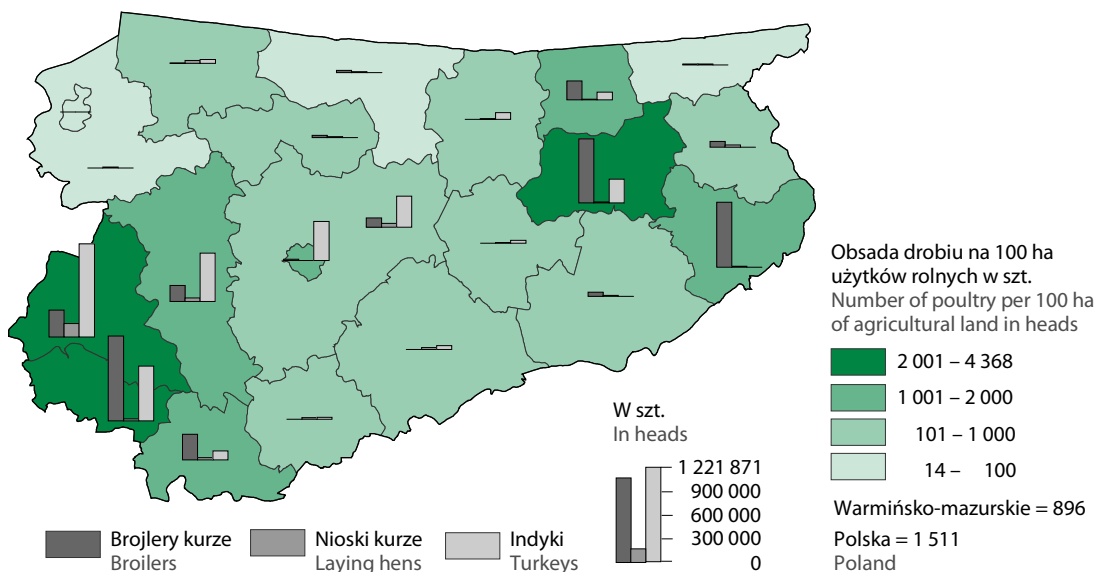 Obsada drobiu na 100 ha
użytków rolnych w szt.
Number of poultry per 100 ha
of agricultural land in heads
2 001 – 4 368
1 001 – 2 000
101 – 1 000
14 – 100
Warmińsko-mazurskie = 896
Polska = 1 511
Poland
W szt.
In heads
1 221 871
900 000
600 000
300 000
0
Brojlery kurze
Broilers
Nioski kurze
Laying hens
Indyki
Turkeys